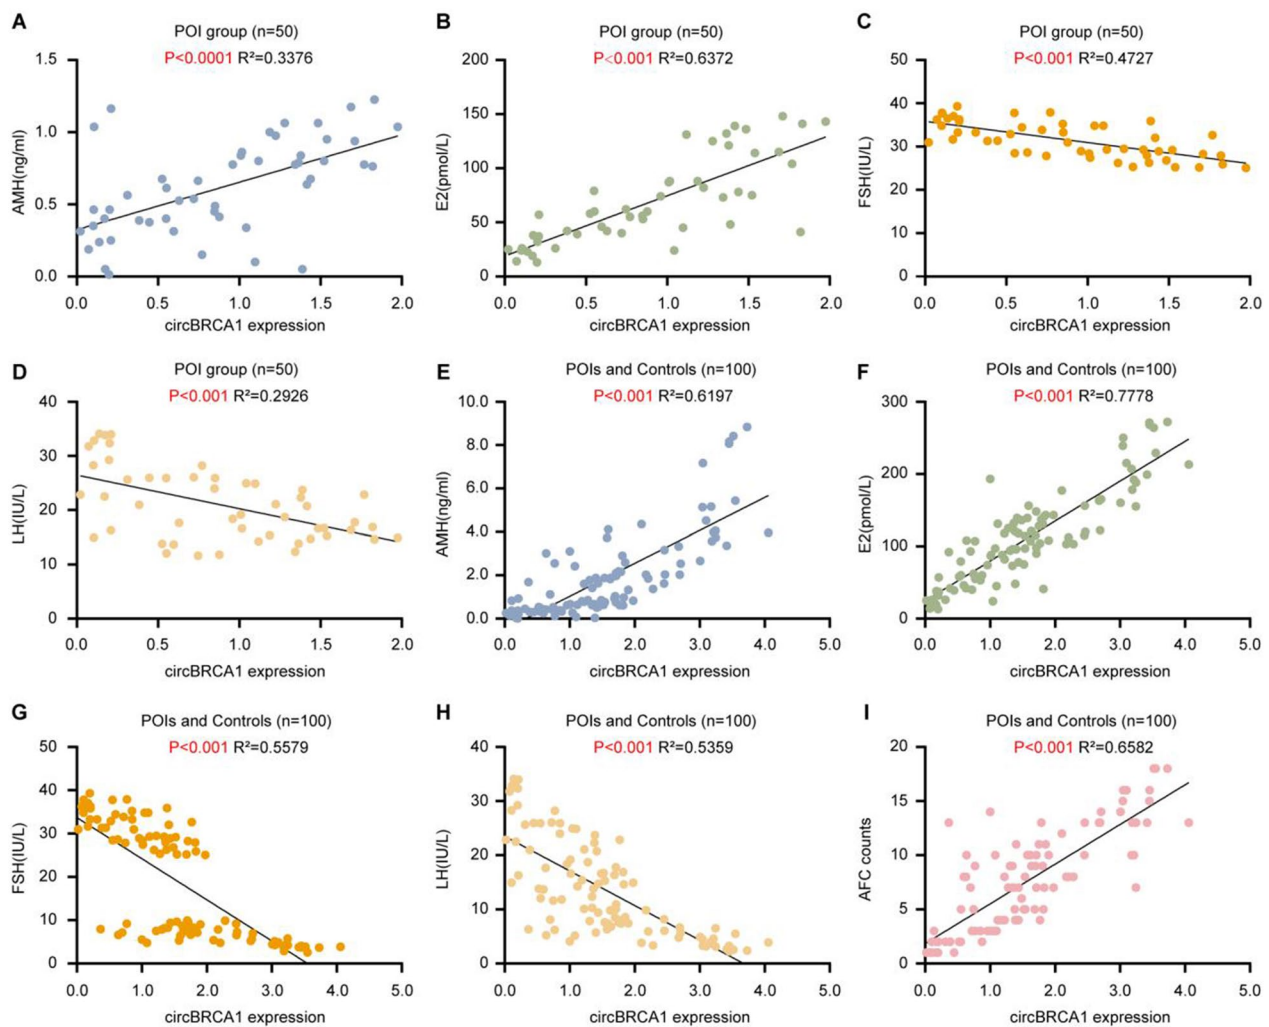 A
POI group (n=50)
P<0.0001 R²=0.3376
AMH(ng/ml)
1.5
1.0
0.5
0.0
0.0 0.5 1.0 1.5 2.0
circBRCA1 expression
B
POI group (n=50)
P<0.001 R²=0.6372
E2(pmol/L)
200
150
100
50
0
0.0 0.5 1.0 1.5 2.0
circBRCA1 expression
C
POI group (n=50)
P<0.001 R²=0.4727
FSH(IU/L)
50
40
30
20
10
0
0.0 0.5 1.0 1.5 2.0
circBRCA1 expression
D
POI group (n=50)
P<0.001 R²=0.2926
LH(IU/L)
40
30
20
10
0
0.0 0.5 1.0 1.5 2.0
circBRCA1 expression
E
POIs and Controls (n=100)
P<0.001 R²=0.6197
AMH(ng/ml)
10.0
8.0
6.0
4.0
2.0
0.0
0.0 1.0 2.0 3.0 4.0 5.0
circBRCA1 expression
F
POIs and Controls (n=100)
P<0.001 R²=0.7778
E2(pmol/L)
300
200
100
0
0.0 1.0 2.0 3.0 4.0 5.0
circBRCA1 expression
G
POIs and Controls (n=100)
P<0.001 R²=0.5579
FSH(IU/L)
50
40
30
20
10
0
0.0 1.0 2.0 3.0 4.0 5.0
circBRCA1 expression
H
POIs and Controls (n=100)
P<0.001 R²=0.5359
LH(IU/L)
40
30
20
10
0
0.0 1.0 2.0 3.0 4.0 5.0
circBRCA1 expression
I
POIs and Controls (n=100)
P<0.001 R²=0.6582
AFC counts
20
15
10
5
0
0.0 1.0 2.0 3.0 4.0 5.0
circBRCA1 expression